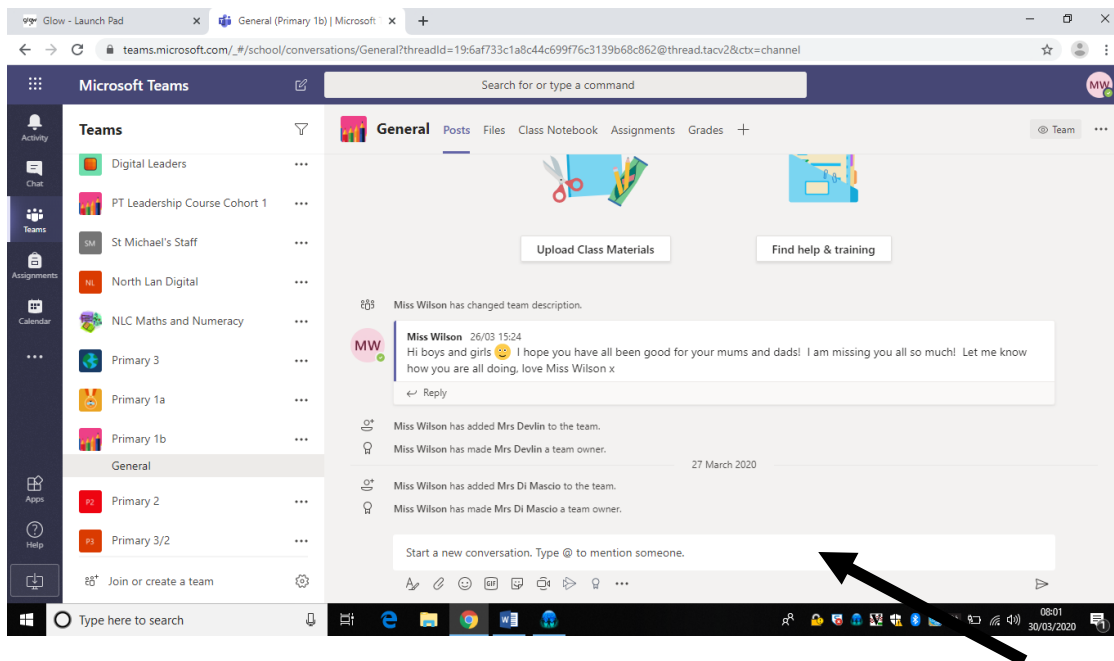 Glow - Launch Pad
General (Primary 1b) | Microsoft T
teams.microsoft.com/_#/school/conversations/General?threadId=19:6af733c1a8c44c699f76c3139b68c862@thread.tacv2&ctx=channel
Microsoft Teams
Search for or type a command
MW
Activity
Chat
Teams
Assignments
Calendar
Apps
Help
Teams
Digital Leaders
PT Leadership Course Cohort 1
SM St Michael's Staff
NL North Lan Digital
NLC Maths and Numeracy
Primary 3
Primary 1a
Primary 1b
General
P2 Primary 2
P3 Primary 3/2
Join or create a team
General Posts Files Class Notebook Assignments Grades
Team
Upload Class Materials
Find help & training
Miss Wilson has changed team description.
MW
Miss Wilson 26/03 15:24
Hi boys and girls 🙂 I hope you have all been good for your mums and dads! I am missing you all so much! Let me know
how you are all doing, love Miss Wilson x
Reply
Miss Wilson has added Mrs Devlin to the team.
Miss Wilson has made Mrs Devlin a team owner.
27 March 2020
Miss Wilson has added Mrs Di Mascio to the team.
Miss Wilson has made Mrs Di Mascio a team owner.
Start a new conversation. Type @ to mention someone.
GIF
Type here to search
08:01
30/03/2020